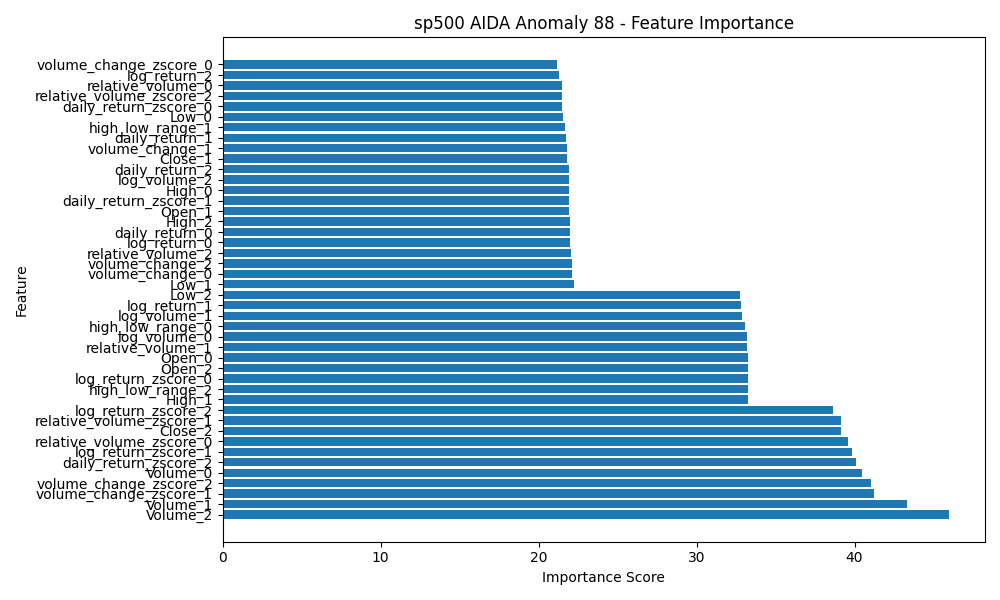 sp500 AIDA Anomaly 88 - Feature Importance
volume_change_zscore_0
log_return_2
relative_volume_0
relative_volume_zscore_2
daily_return_zscore_0
Low_0
high_low_range_1
daily_return_1
volume_change_1
Close_1
daily_return_2
log_volume_2
High_0
daily_return_zscore_1
Open_1
High_2
daily_return_0
log_return_0
relative_volume_2
volume_change_2
volume_change_0
Low_1
Low_2
log_return_1
log_volume_1
high_low_range_0
log_volume_0
relative_volume_1
Open_0
Open_2
log_return_zscore_0
high_low_range_2
High_1
log_return_zscore_2
relative_volume_zscore_1
Close_2
relative_volume_zscore_0
log_return_zscore_1
daily_return_zscore_2
Volume_0
volume_change_zscore_2
volume_change_zscore_1
Volume_1
Volume_2
Feature
0 10 20 30 40
Importance Score